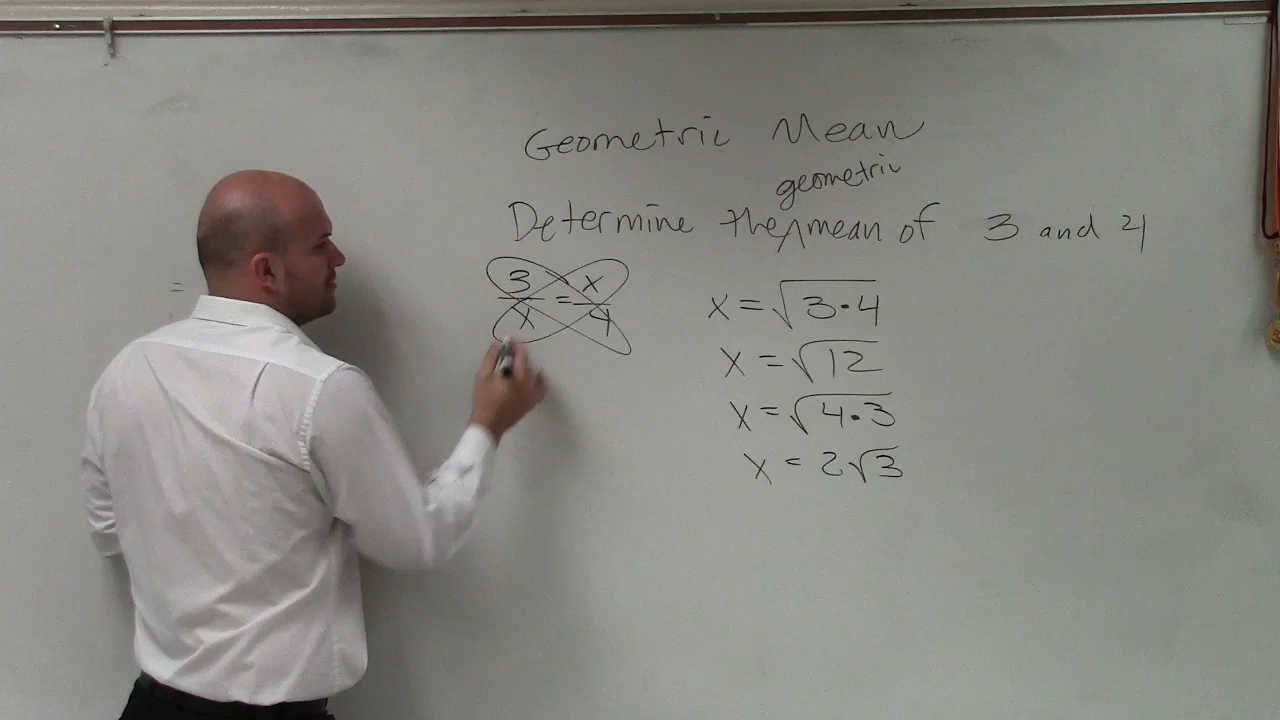 Geometric Mean
geometric
Determine the ^ mean of 3 and 4
3/x = x/4
x = √3·4
x = √12
x = √4·3
x = 2√3
=